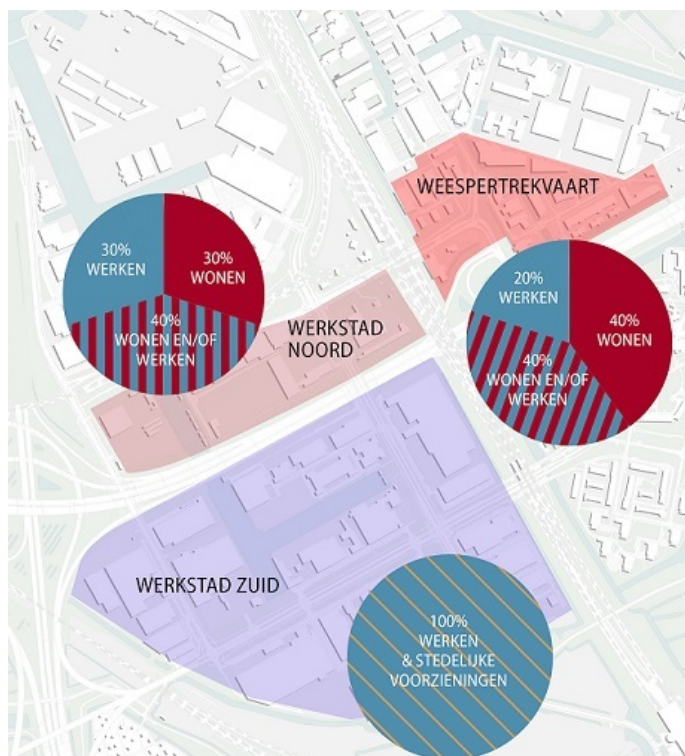 WEESPERTREKVAART
30%
WERKEN
30%
WONEN
40%
WONEN EN/OF
WERKEN
WERKSTAD
NOORD
20%
WERKEN
40%
WONEN
40%
WONEN EN/OF
WERKEN
WERKSTAD ZUID
100%
WERKEN
& STEDELIJKE
VOORZIENINGEN